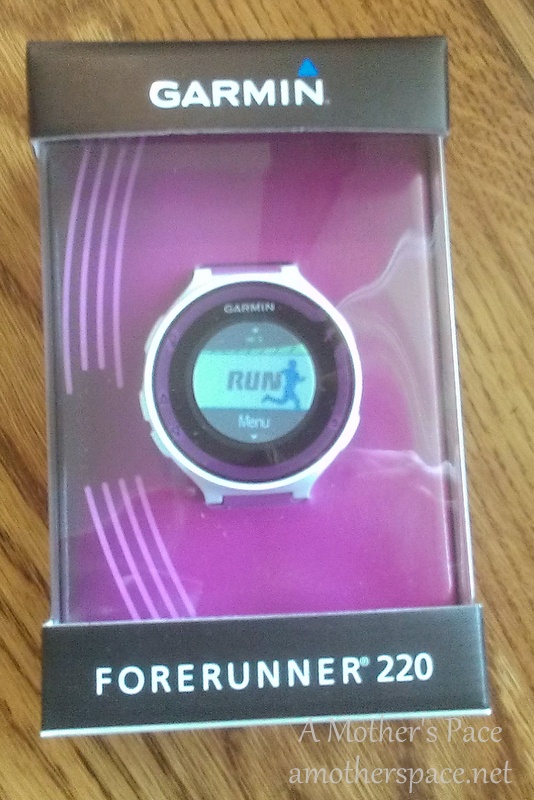 GARMIN
GARMIN
RUN
Menu
FORERUNNER® 220
A Mother's Pace
amotherspace.net